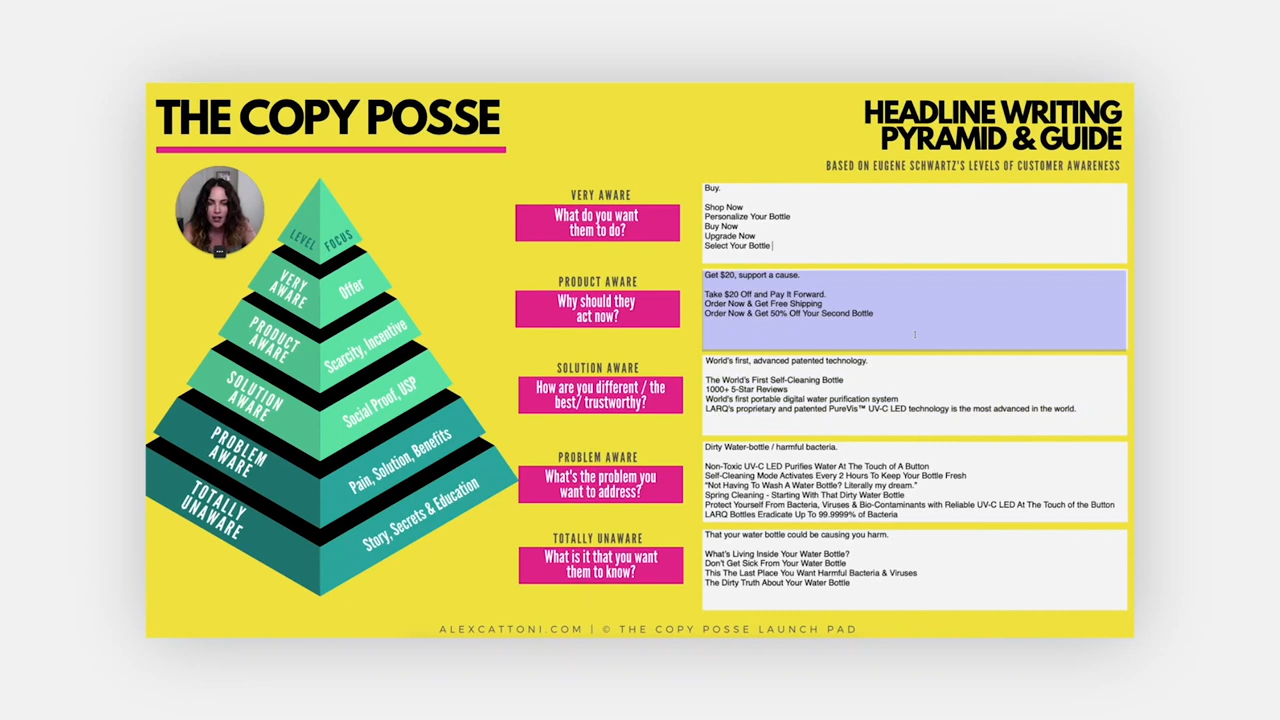 THE COPY POSSE
HEADLINE WRITING
PYRAMID & GUIDE
BASED ON EUGENE SCHWARTZ'S LEVELS OF CUSTOMER AWARENESS
LEVEL FOCUS
VERY
AWARE
Offer
PRODUCT
AWARE
Scarcity, Incentive
SOLUTION
AWARE
Social Proof, USP
PROBLEM
AWARE
Pain, Solution, Benefits
TOTALLY
UNAWARE
Story, Secrets & Education
VERY AWARE
What do you want
them to do?
Buy.
Shop Now
Personalize Your Bottle
Buy Now
Upgrade Now
Select Your Bottle
PRODUCT AWARE
Why should they
act now?
Get $20, support a cause.
Take $20 Off and Pay It Forward.
Order Now & Get Free Shipping
Order Now & Get 50% Off Your Second Bottle
SOLUTION AWARE
How are you different / the
best/ trustworthy?
World's first, advanced patented technology.
The World's First Self-Cleaning Bottle
1000+ 5-Star Reviews
World's first portable digital water purification system
LARQ's proprietary and patented PureVis™ UV-C LED technology is the most advanced in the world.
PROBLEM AWARE
What's the problem you
want to address?
Dirty Water-bottle / harmful bacteria.
Non-Toxic UV-C LED Purifies Water At The Touch of A Button
Self-Cleaning Mode Activates Every 2 Hours To Keep Your Bottle Fresh
"Not Having To Wash A Water Bottle? Literally my dream."
Spring Cleaning - Starting With That Dirty Water Bottle
Protect Yourself From Bacteria, Viruses & Bio-Contaminants with Reliable UV-C LED At The Touch of the Button
LARQ Bottles Eradicate Up To 99.9999% of Bacteria
TOTALLY UNAWARE
What is it that you want
them to know?
That your water bottle could be causing you harm.
What's Living Inside Your Water Bottle?
Don't Get Sick From Your Water Bottle
This The Last Place You Want Harmful Bacteria & Viruses
The Dirty Truth About Your Water Bottle
ALEXCATTONI.COM | © THE COPY POSSE LAUNCH PAD